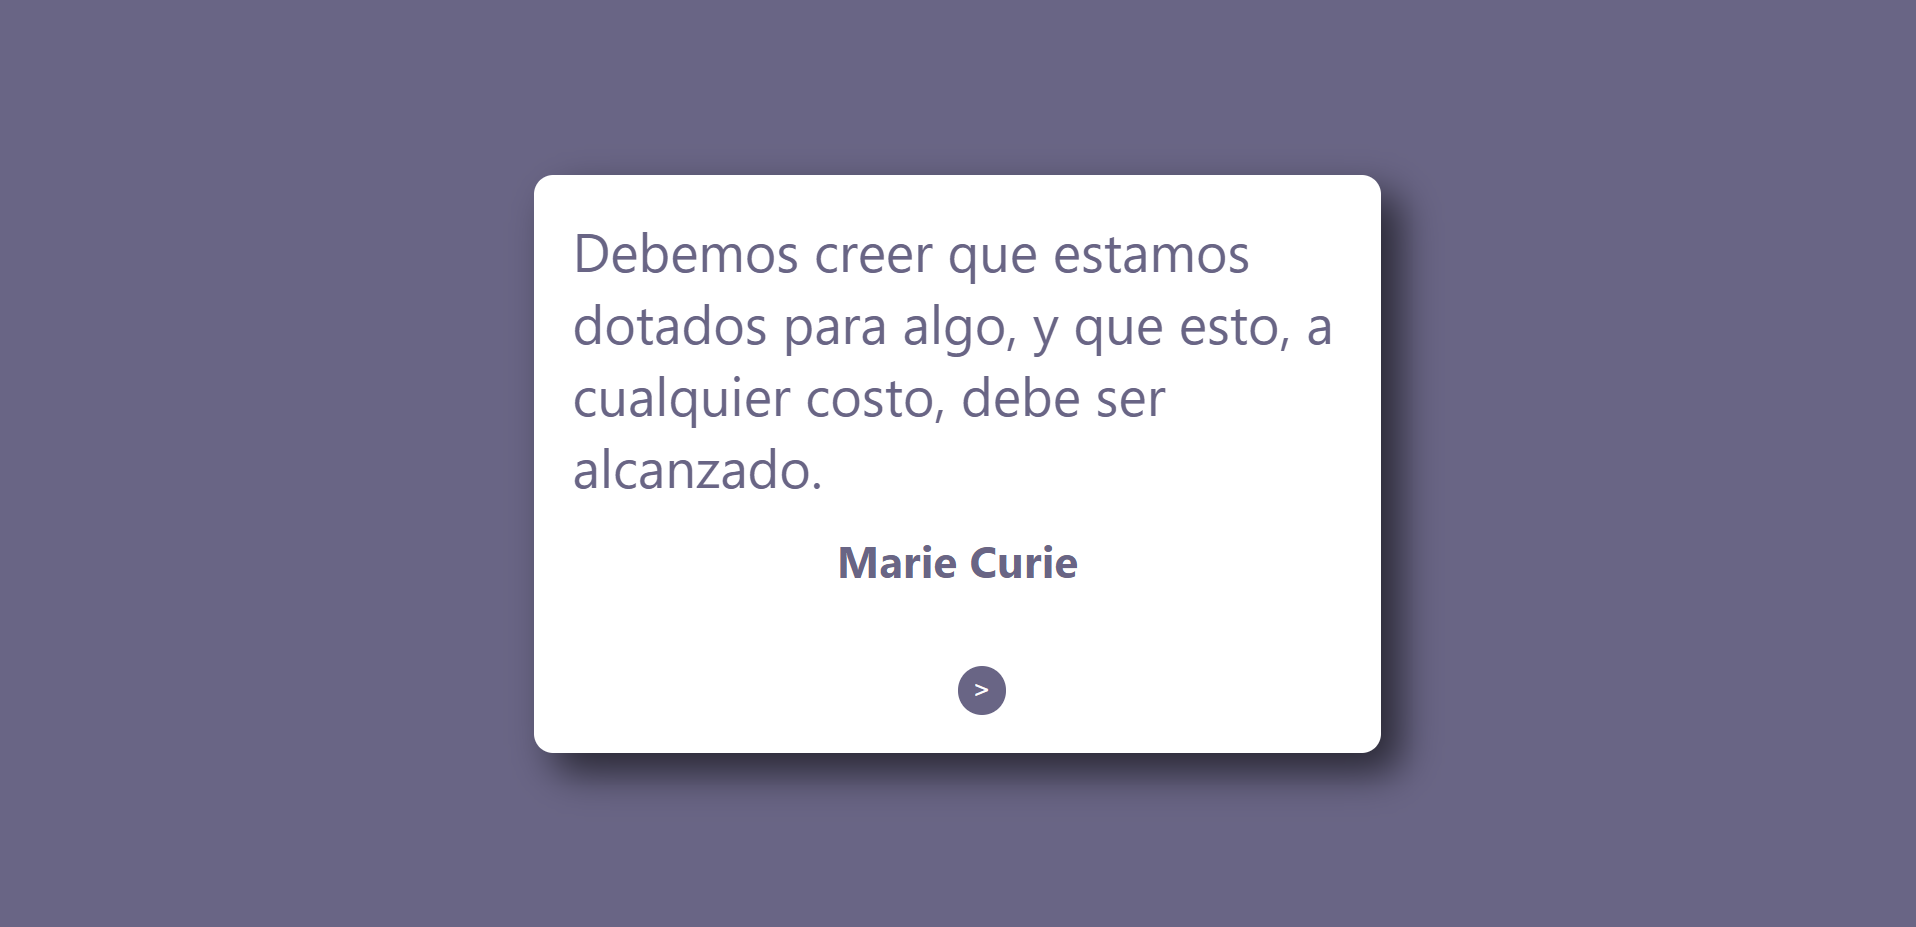 Debemos creer que estamos
dotados para algo, y que esto, a
cualquier costo, debe ser
alcanzado.
Marie Curie
>